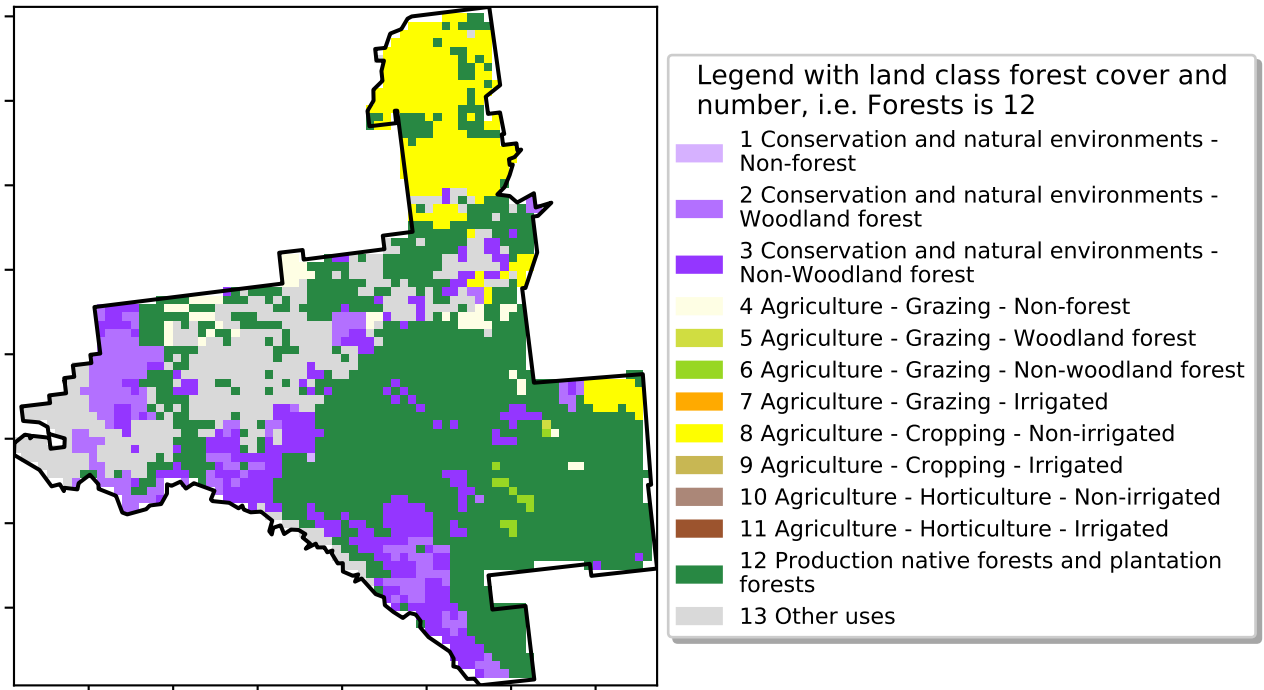 Legend with land class forest cover and
number, i.e. Forests is 12
1 Conservation and natural environments -
Non-forest
2 Conservation and natural environments -
Woodland forest
3 Conservation and natural environments -
Non-Woodland forest
4 Agriculture - Grazing - Non-forest
5 Agriculture - Grazing - Woodland forest
6 Agriculture - Grazing - Non-woodland forest
7 Agriculture - Grazing - Irrigated
8 Agriculture - Cropping - Non-irrigated
9 Agriculture - Cropping - Irrigated
10 Agriculture - Horticulture - Non-irrigated
11 Agriculture - Horticulture - Irrigated
12 Production native forests and plantation
forests
13 Other uses